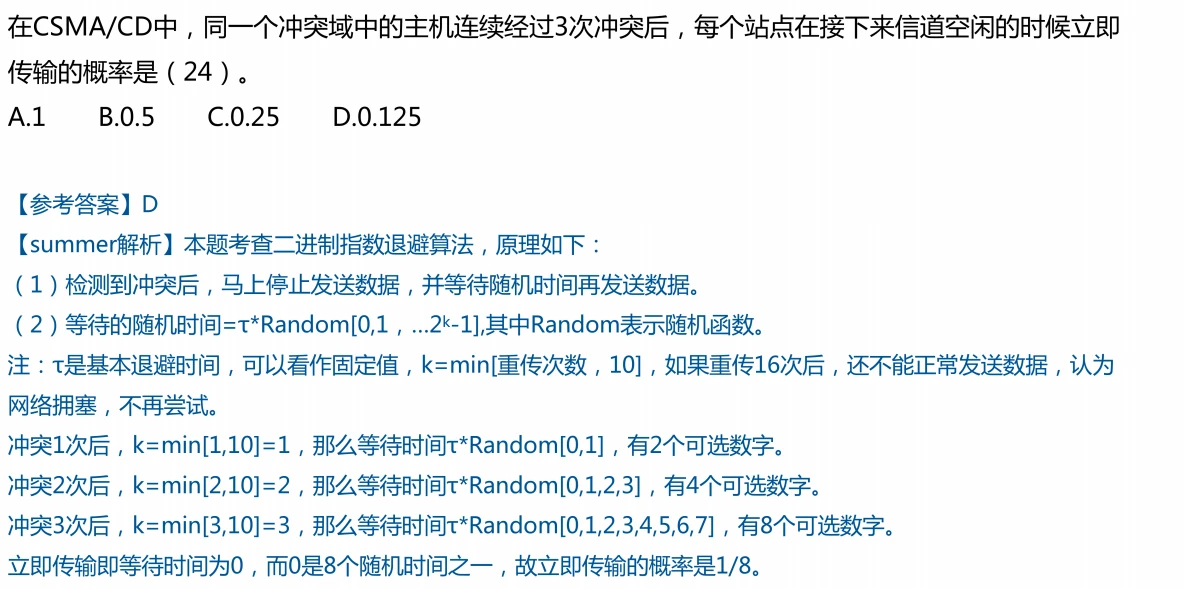 在CSMA/CD中，同一个冲突域中的主机连续经过3次冲突后，每个站点在接下来信道空闲的时候立即
传输的概率是（24）。
A.1 B.0.5 C.0.25 D.0.125
【参考答案】D
【summer解析】本题考查二进制指数退避算法，原理如下：
（1）检测到冲突后，马上停止发送数据，并等待随机时间再发送数据。
（2）等待的随机时间=τ*Random[0,1，…2ᵏ-1],其中Random表示随机函数。
注：τ是基本退避时间，可以看作固定值，k=min[重传次数，10]，如果重传16次后，还不能正常发送数据，认为
网络拥塞，不再尝试。
冲突1次后，k=min[1,10]=1，那么等待时间τ*Random[0,1]，有2个可选数字。
冲突2次后，k=min[2,10]=2，那么等待时间τ*Random[0,1,2,3]，有4个可选数字。
冲突3次后，k=min[3,10]=3，那么等待时间τ*Random[0,1,2,3,4,5,6,7]，有8个可选数字。
立即传输即等待时间为0，而0是8个随机时间之一，故立即传输的概率是1/8。